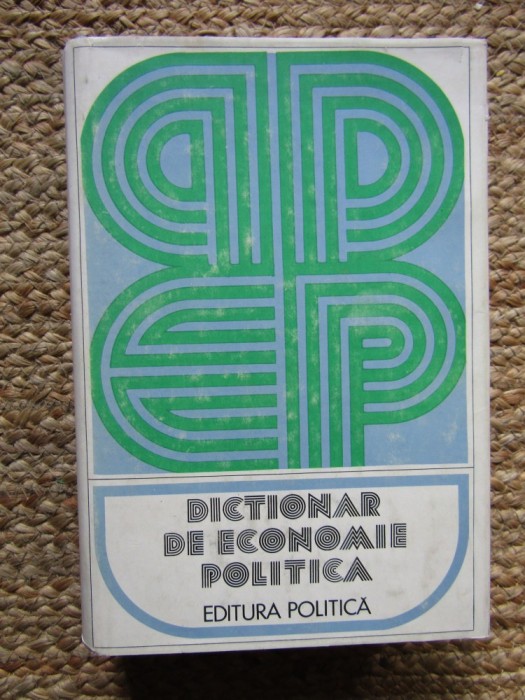 DICTIONAR
DE ECONOMIE
POLITICA
EDITURA POLITICĂ